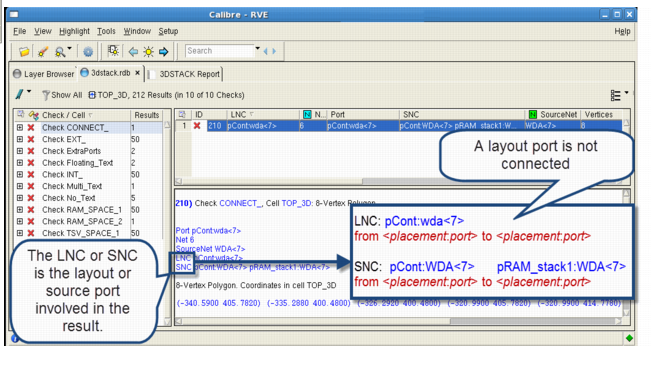 Calibre - RVE
File View Highlight Tools Window Setup Help
Search
Layer Browser 3dstack.rdb 3DSTACK Report
Show All TOP_3D, 212 Results (in 10 of 10 Checks)
Check / Cell Results
Check CONNECT_ 1
Check EXT_ 50
Check ExtraPorts 2
Check Floating_Text 2
Check INT_ 50
Check Multi_Text 1
Check No_Text 5
Check RAM_SPACE_1 50
Check RAM_SPACE_2 1
Check TSV_SPACE_1 50
ID LNC N... Port SNC SourceNet Vertices
1 210 pCont:wda<7> 6 pCont:wda<7> pCont:WDA<7> pRAM_stack1:W... WDA<7> 8
A layout port is not
connected
210) Check CONNECT_, Cell TOP_3D: 8-Vertex Polygon
Port pCont:wda<7>
Net 6
SourceNet WDA<7>
LNC pCont:wda<7>
SNC pCont:WDA<7> pRAM_stack1:WDA<7>
8-Vertex Polygon. Coordinates in cell TOP_3D
(-340.5900 405.7820) (-335.2880 400.4800) (-326.2920 400.4800) (-320.9900 405.7820) (-320.9900 414.7780)
LNC: pCont:wda<7>
from <placement:port> to <placement:port>
SNC: pCont:WDA<7> pRAM_stack1:WDA<7>
from <placement:port> to <placement:port>
The LNC or SNC
is the layout or
source port
involved in the
result.